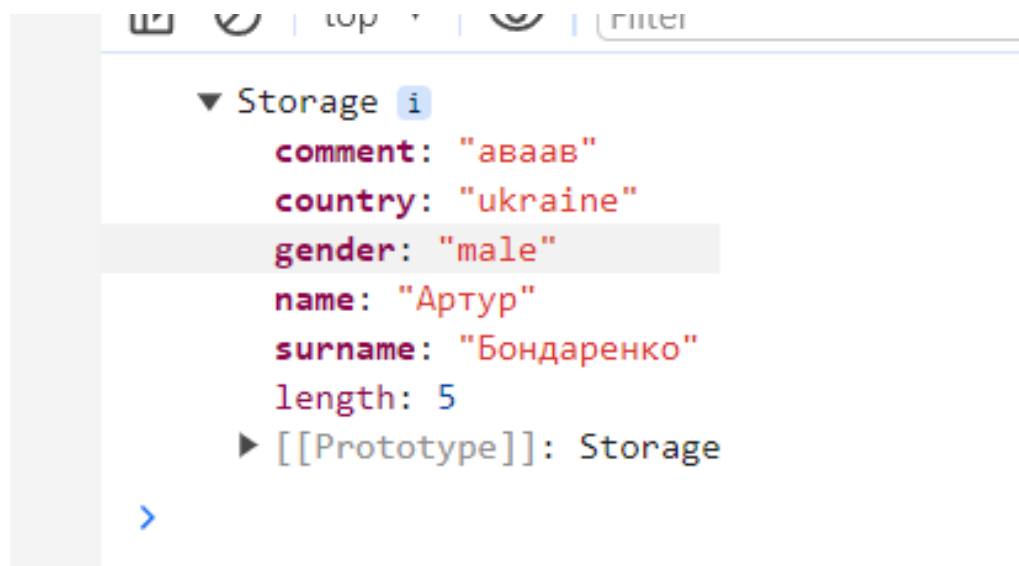 top
Filter
Storage i
comment: "аваав"
country: "ukraine"
gender: "male"
name: "Артур"
surname: "Бондаренко"
length: 5
[[Prototype]]: Storage